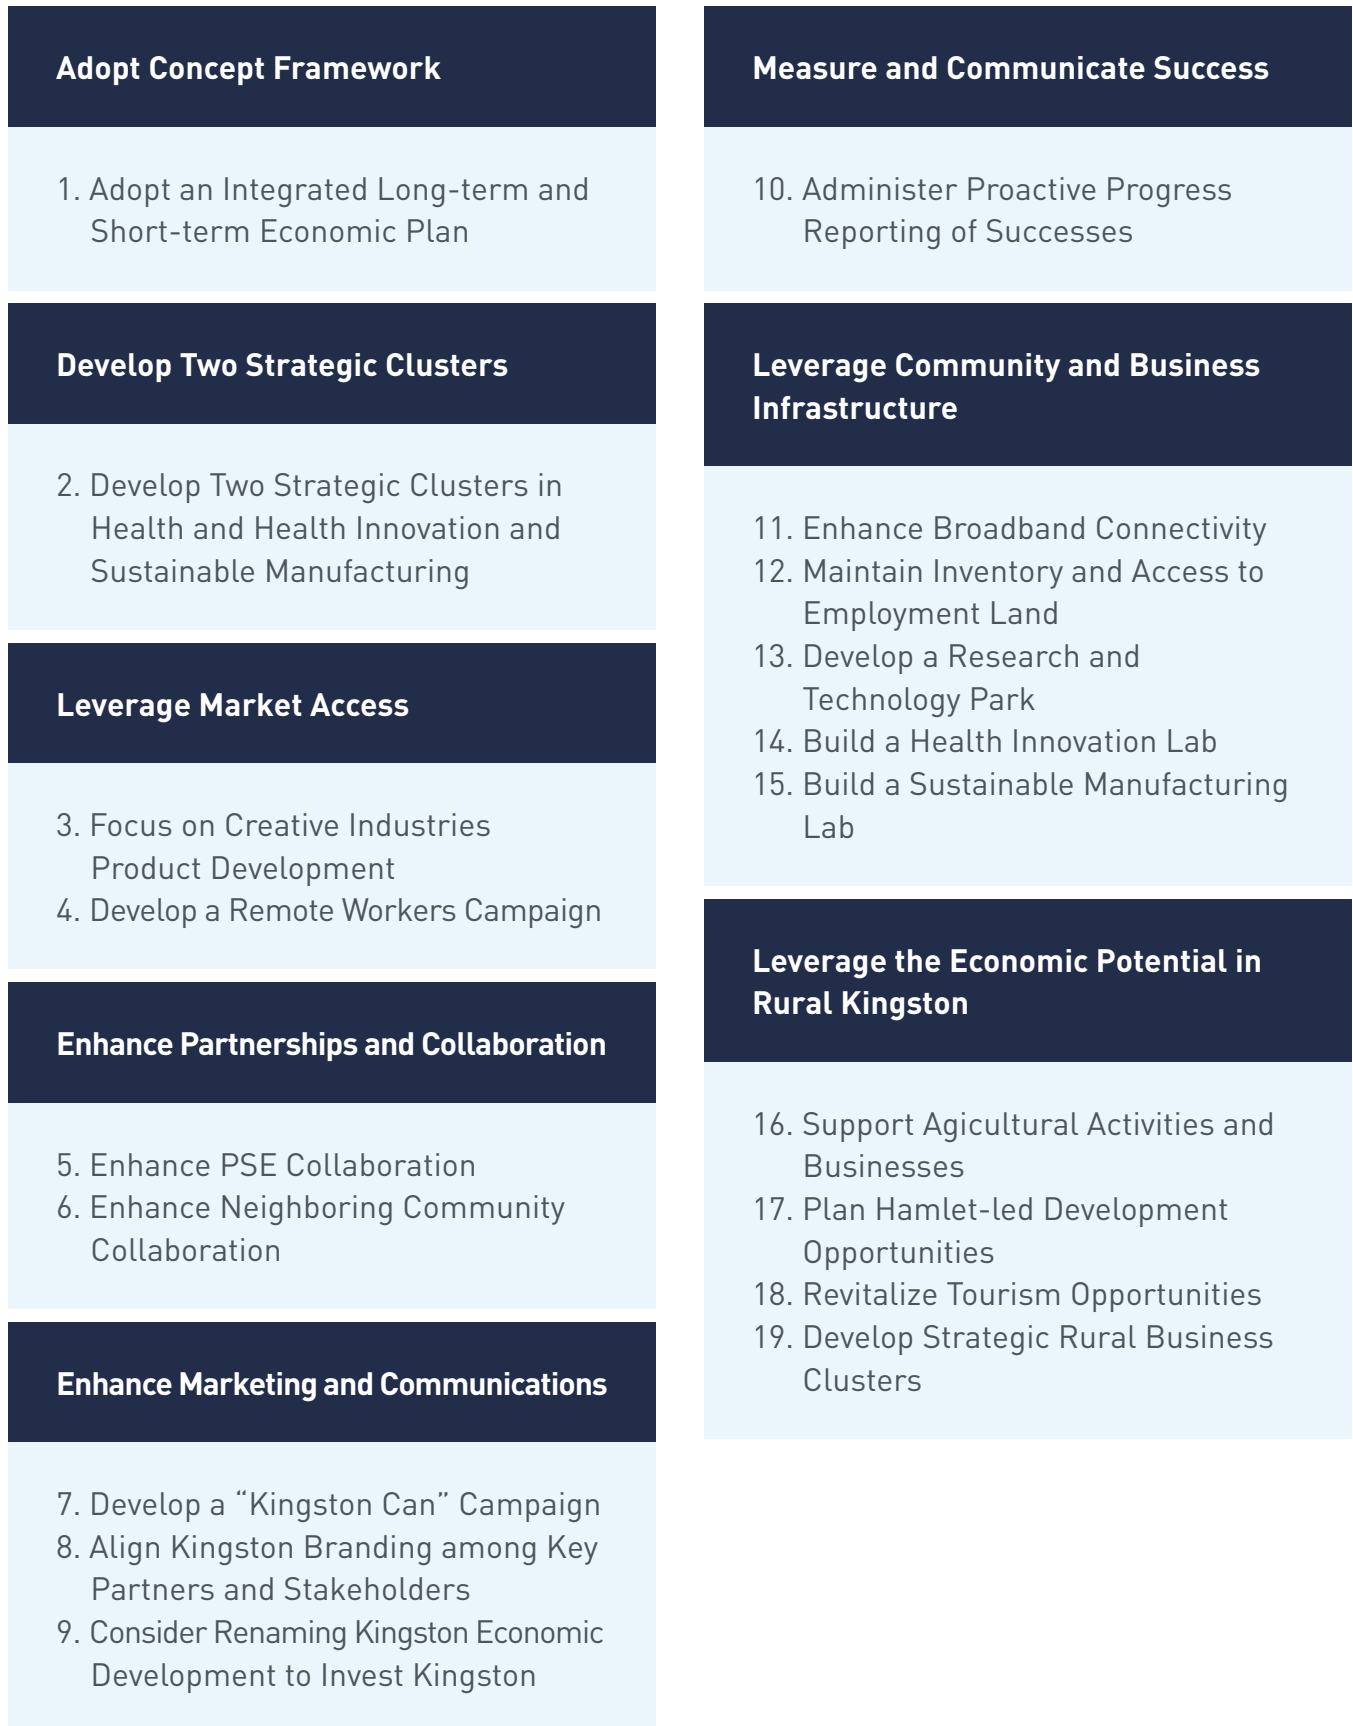 Adopt Concept Framework
1. Adopt an Integrated Long-term and
Short-term Economic Plan
Develop Two Strategic Clusters
2. Develop Two Strategic Clusters in
Health and Health Innovation and
Sustainable Manufacturing
Leverage Market Access
3. Focus on Creative Industries
Product Development
4. Develop a Remote Workers Campaign
Enhance Partnerships and Collaboration
5. Enhance PSE Collaboration
6. Enhance Neighboring Community
Collaboration
Enhance Marketing and Communications
7. Develop a “Kingston Can” Campaign
8. Align Kingston Branding among Key
Partners and Stakeholders
9. Consider Renaming Kingston Economic
Development to Invest Kingston
Measure and Communicate Success
10. Administer Proactive Progress
Reporting of Successes
Leverage Community and Business
Infrastructure
11. Enhance Broadband Connectivity
12. Maintain Inventory and Access to
Employment Land
13. Develop a Research and
Technology Park
14. Build a Health Innovation Lab
15. Build a Sustainable Manufacturing
Lab
Leverage the Economic Potential in
Rural Kingston
16. Support Agicultural Activities and
Businesses
17. Plan Hamlet-led Development
Opportunities
18. Revitalize Tourism Opportunities
19. Develop Strategic Rural Business
Clusters